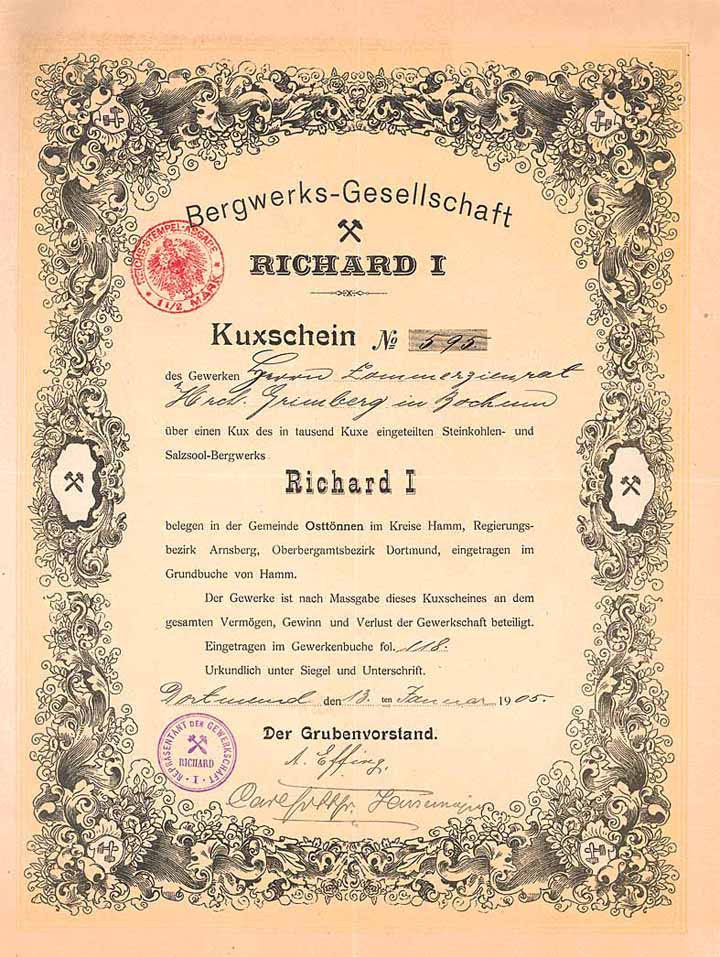 Bergwerks-Gesellschaft
RICHARD I
REICHS-STEMPEL-ABGABE
* 1 1/2 MARK *
Kuxschein № 595
des Gewerken Herrn Commerzienrat
Hrch. Grimberg in Bochum
über einen Kux des in tausend Kuxe eingeteilten Steinkohlen- und
Salzsool-Bergwerks
Richard I
belegen in der Gemeinde Osttönnen im Kreise Hamm, Regierungs-
bezirk Arnsberg, Oberbergamtsbezirk Dortmund, eingetragen im
Grundbuche von Hamm.
Der Gewerke ist nach Massgabe dieses Kuxscheines an dem
gesamten Vermögen, Gewinn und Verlust der Gewerkschaft beteiligt.
Eingetragen im Gewerkenbuche fol. 118.
Urkundlich unter Siegel und Unterschrift.
Dortmund den 13 ten Januar 1905.
Der Grubenvorstand.
REPRÄSENTANT DER GEWERKSCHAFT
RICHARD
· I ·
A. Effing.
Carl